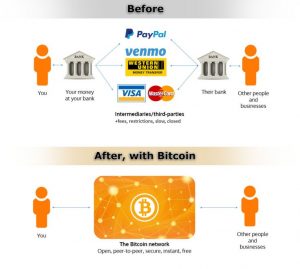 Before
PayPal
venmo
BANK
WESTERN
UNION
MONEY TRANSFER
BANK
VISA
MasterCard
You
Your money
at your bank
Intermediaries/third-parties
+fees, restrictions, slow, closed
Their bank
Other people
and
businesses
After, with Bitcoin
You
The Bitcoin network
Open, peer-to-peer, secure, instant, free
Other people
and
businesses